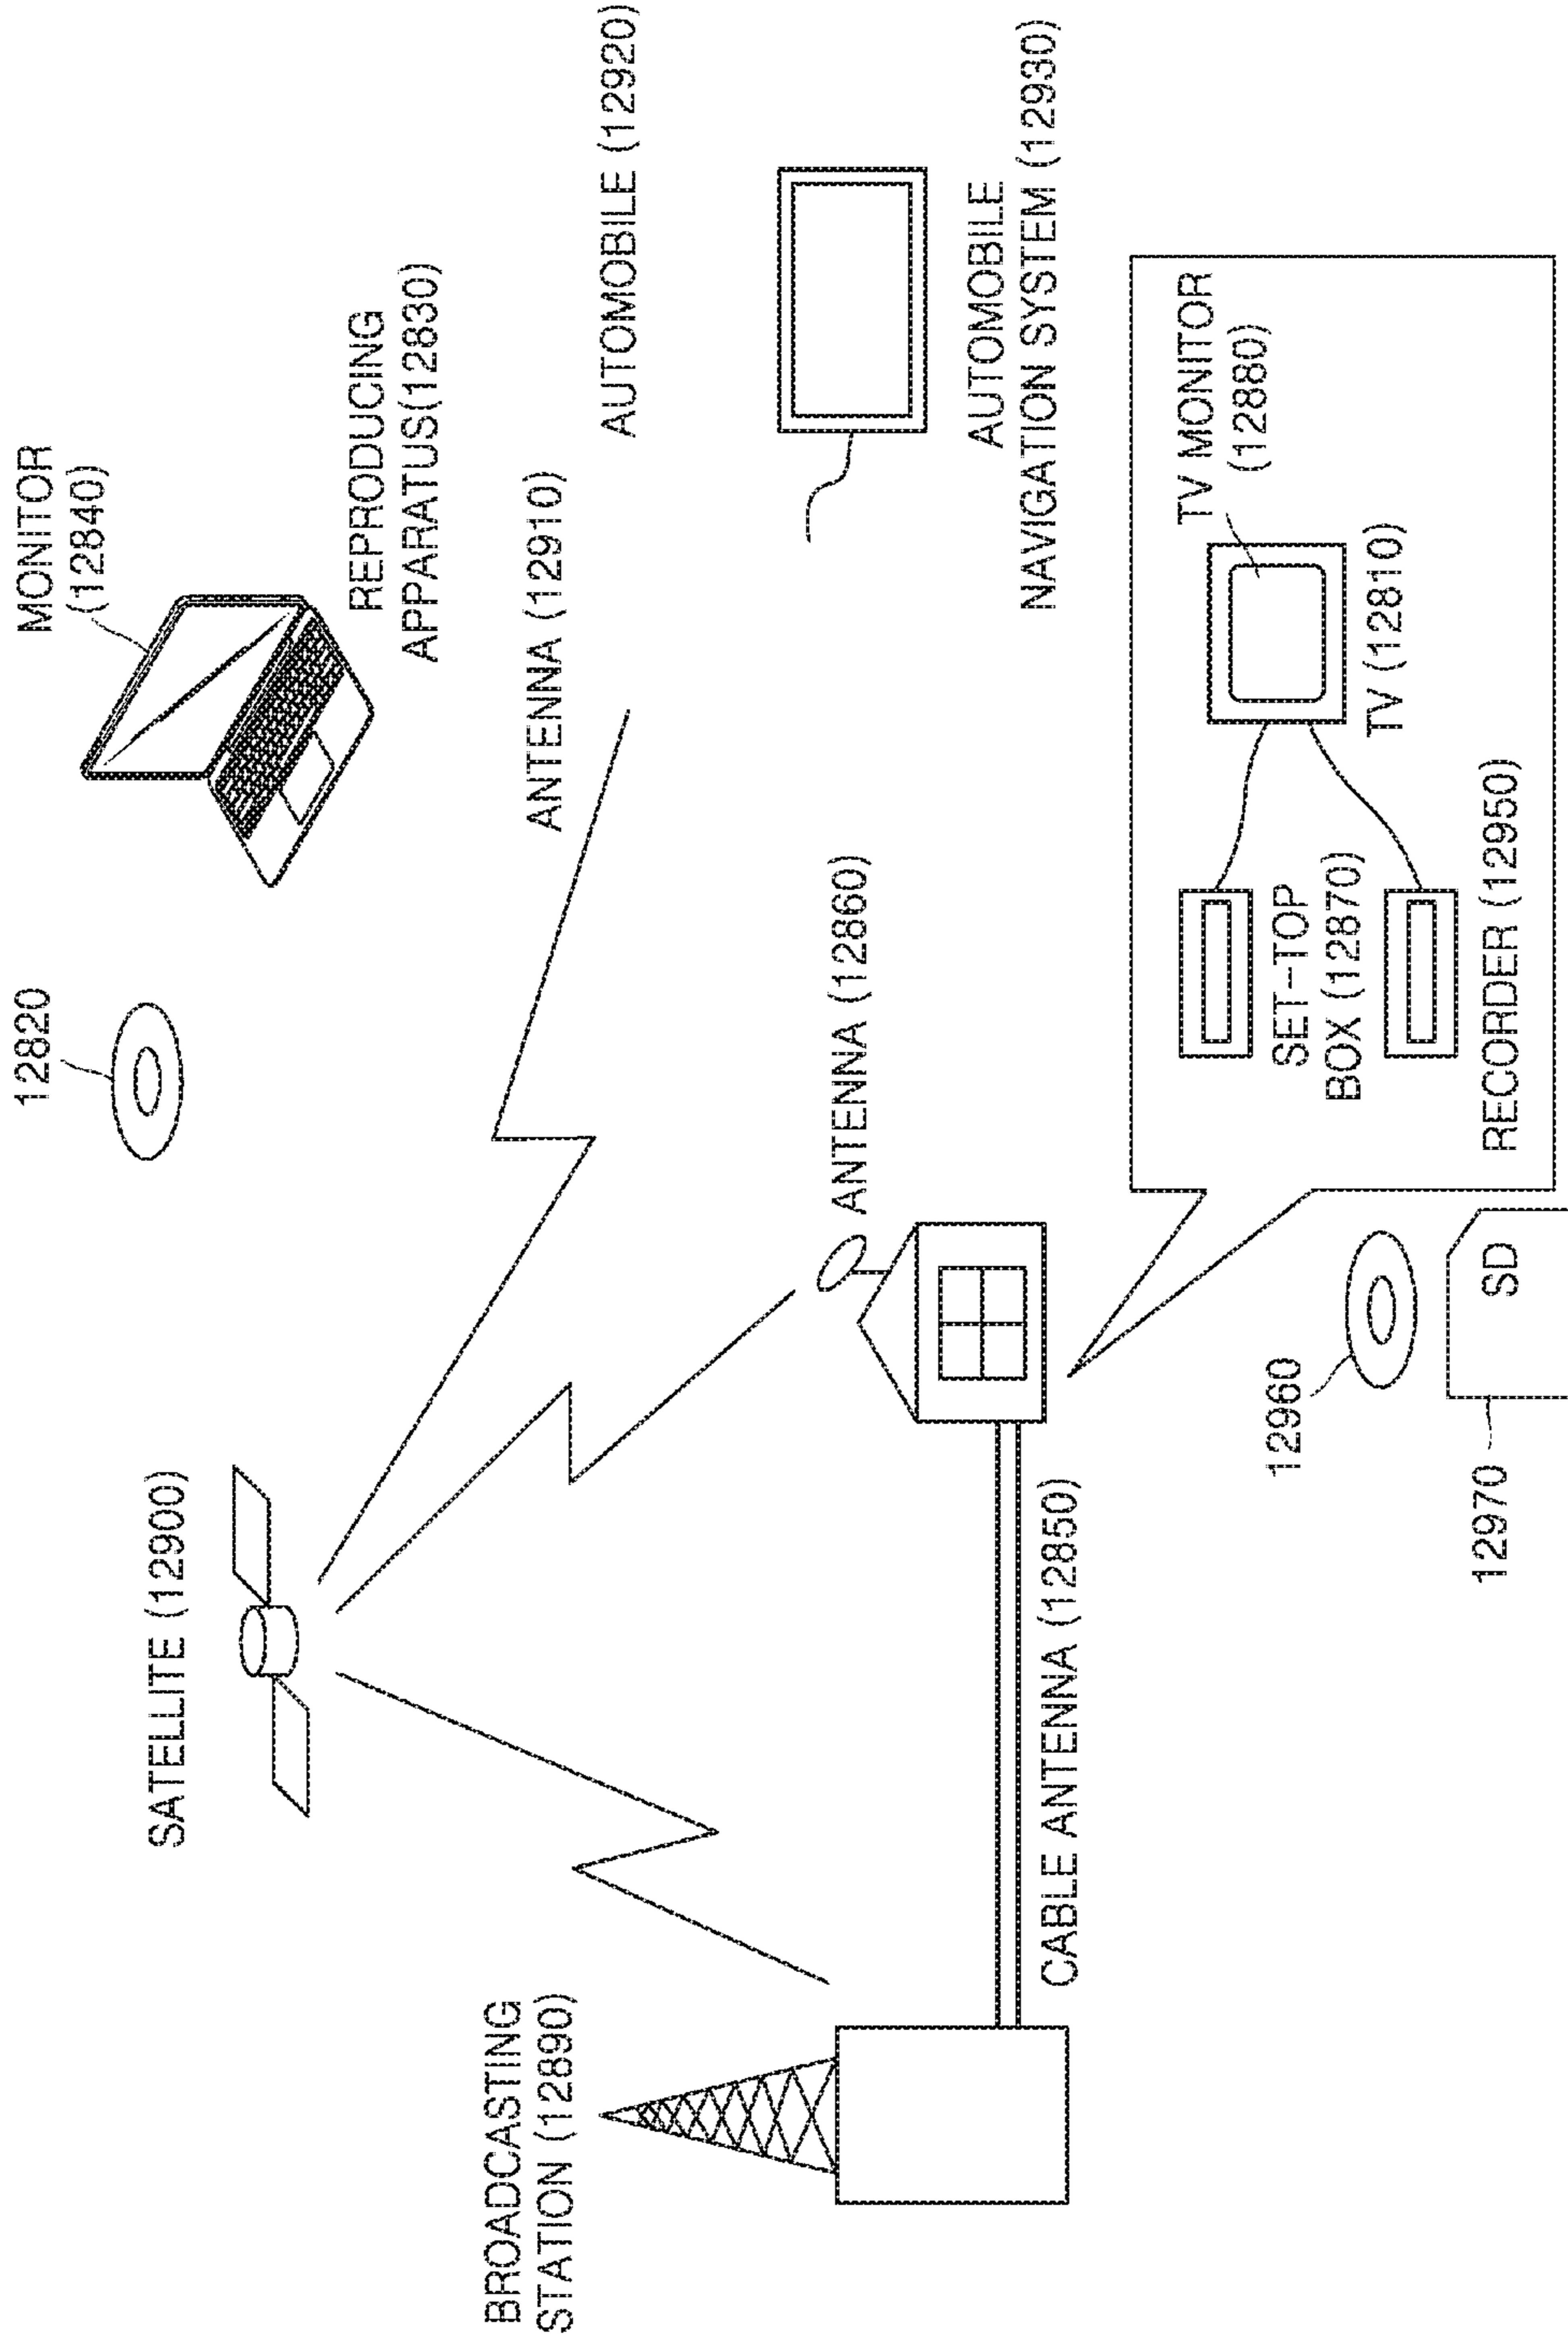 12820
MONITOR
(12840)
SATELLITE (12900)
REPRODUCING
APPARATUS(12830)
BROADCASTING
STATION (12890)
ANTENNA (12910)
AUTOMOBILE (12920)
ANTENNA (12860)
AUTOMOBILE
NAVIGATION SYSTEM (12930)
CABLE ANTENNA (12850)
TV MONITOR
(12880)
SET-TOP
BOX (12870)
TV (12810)
RECORDER (12950)
12960
SD
12970